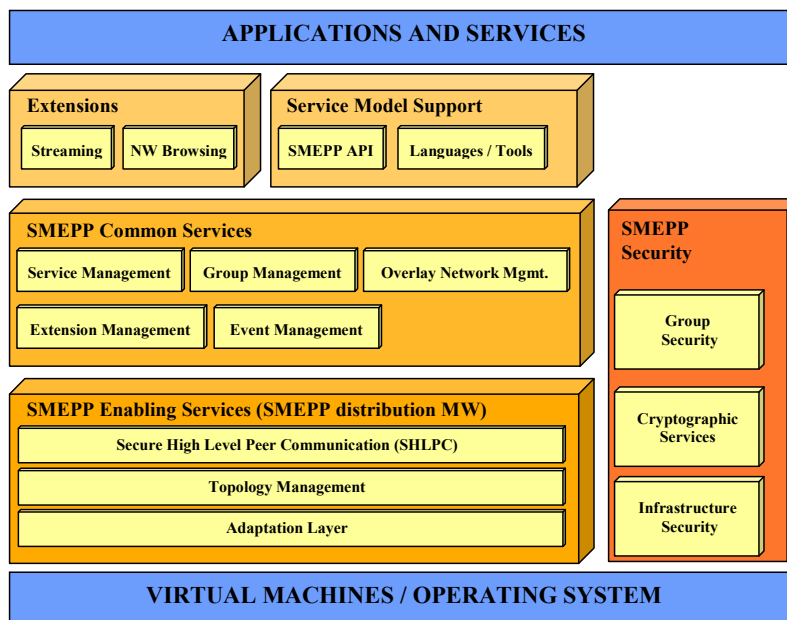 APPLICATIONS AND SERVICES
Extensions
Streaming
NW Browsing
Service Model Support
SMEPP API
Languages / Tools
SMEPP Common Services
Service Management
Group Management
Overlay Network Mgmt.
Extension Management
Event Management
SMEPP Enabling Services (SMEPP distribution MW)
Secure High Level Peer Communication (SHLPC)
Topology Management
Adaptation Layer
SMEPP
Security
Group
Security
Cryptographic
Services
Infrastructure
Security
VIRTUAL MACHINES / OPERATING SYSTEM